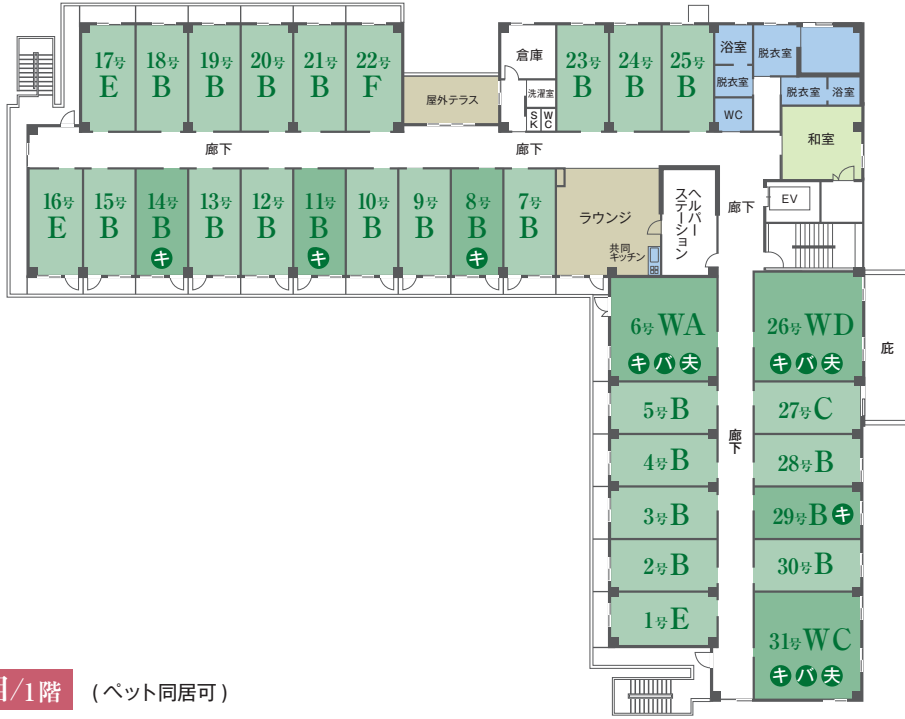 17号
E
18号
B
19号
B
20号
B
21号
B
22号
F
屋外テラス
倉庫
洗濯室
SK
WC
23号
B
24号
B
25号
B
浴室
脱衣室
脱衣室
WC
脱衣室
浴室
和室
廊下
廊下
廊下
EV
16号
E
15号
B
14号
B
キ
13号
B
12号
B
11号
B
キ
10号
B
9号
B
8号
B
キ
7号
B
ラウンジ
共同
キッチン
ヘルパー
ステーション
6号 WA
キ バ 夫
5号 B
4号 B
3号 B
2号 B
1号 E
廊下
26号 WD
キ バ 夫
27号 C
28号 B
29号 B キ
30号 B
31号 WC
キ バ 夫
庇
/1階
(ペット同居可)